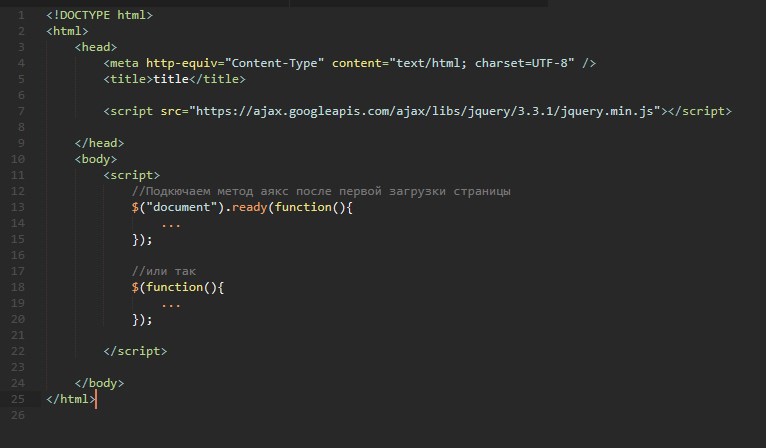 1 <!DOCTYPE html>
2 <html>
3 <head>
4 <meta http-equiv="Content-Type" content="text/html; charset=UTF-8" />
5 <title>title</title>
6
7 <script src="https://ajax.googleapis.com/ajax/libs/jquery/3.3.1/jquery.min.js"></script>
8
9 </head>
10 <body>
11 <script>
12 //Подкючаем метод аякс после первой загрузки страницы
13 $("document").ready(function(){
14 ...
15 });
16
17 //или так
18 $(function(){
19 ...
20 });
21
22 </script>
23
24 </body>
25 </html>
26